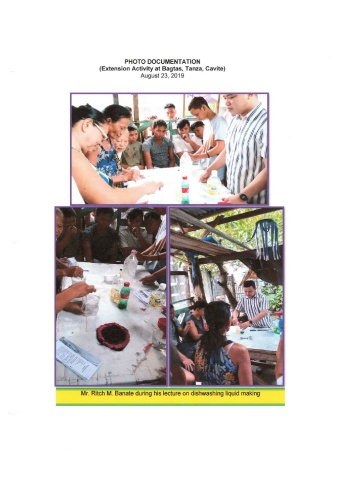 PHOTO DOCUMENTATION
(Extension Activity at Bagtas, Tanza, Cavite)
August 23, 2019
Mr. Ritch M. Banate during his lecture on dishwashing liquid making